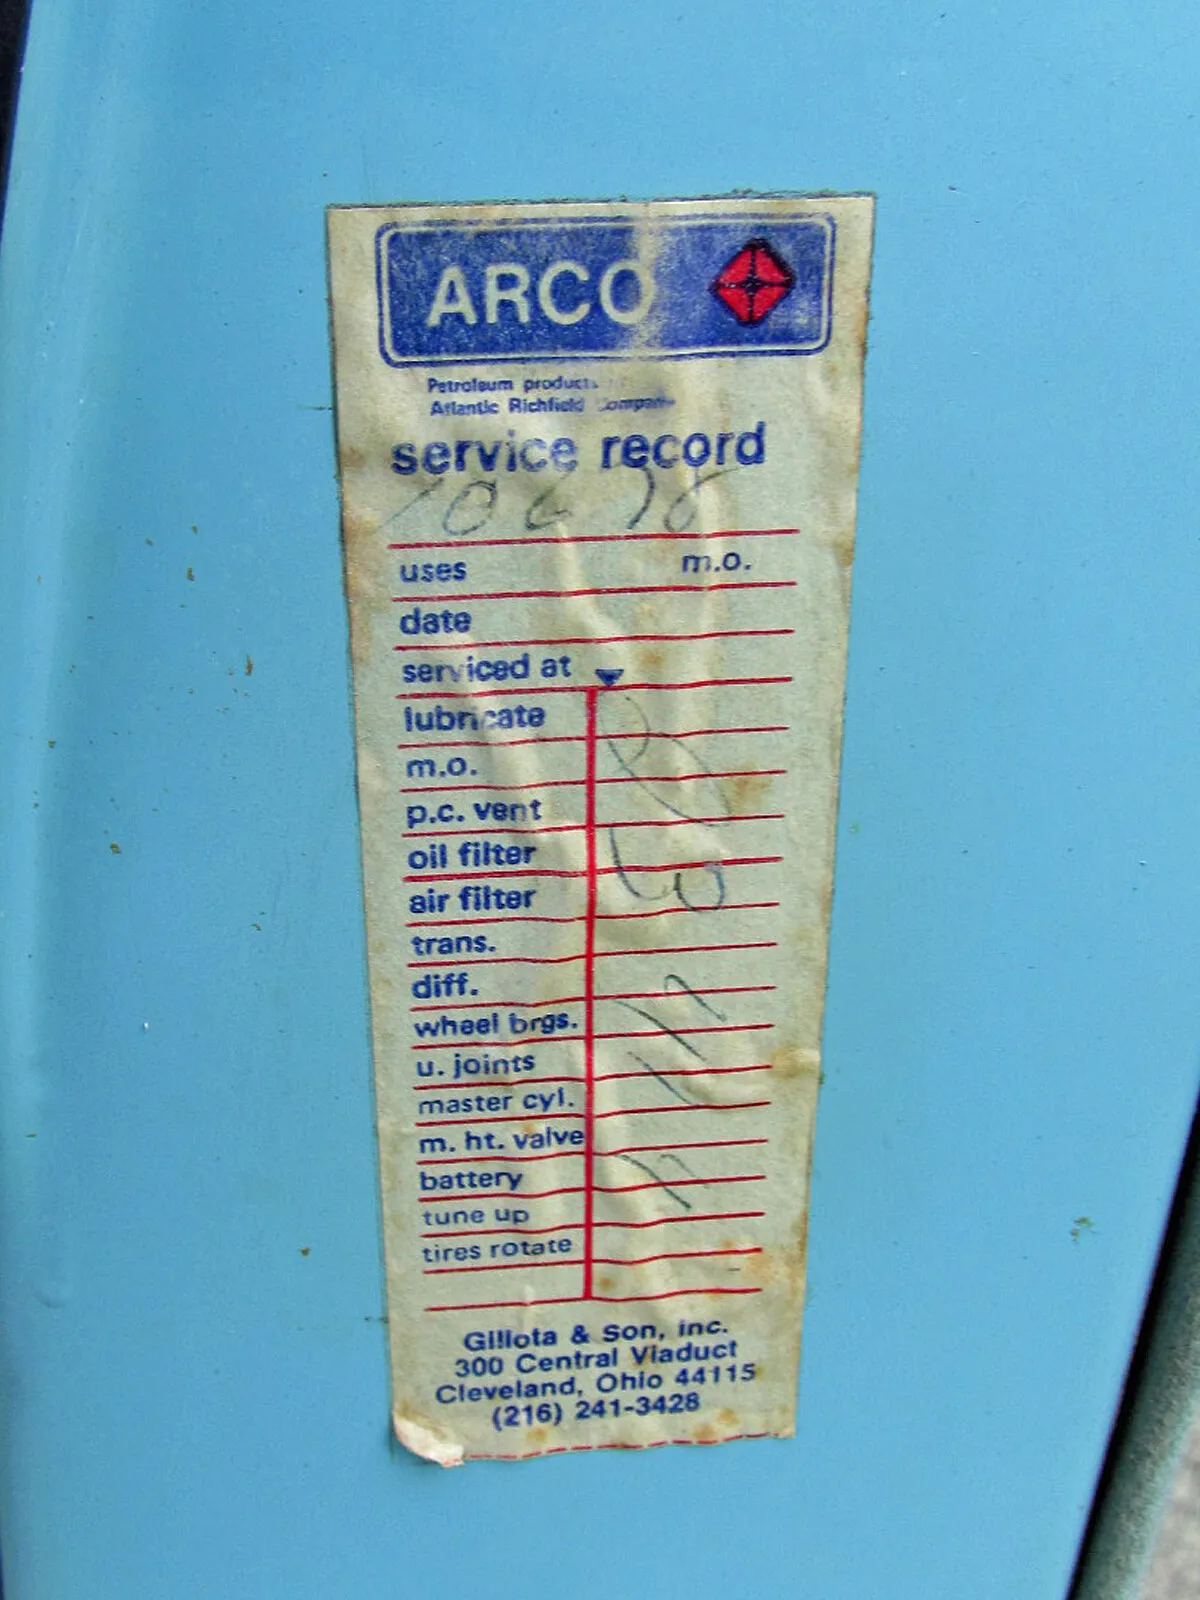 ARCO
Petroleum products
Atlantic Richfield Company
service record
uses m.o.
date
serviced at
lubricate
m.o.
p.c. vent
oil filter
air filter
trans.
diff.
wheel brgs.
u. joints
master cyl.
m. ht. valve
battery
tune up
tires rotate
Gillota & Son, inc.
300 Central Viaduct
Cleveland, Ohio 44115
(216) 241-3428